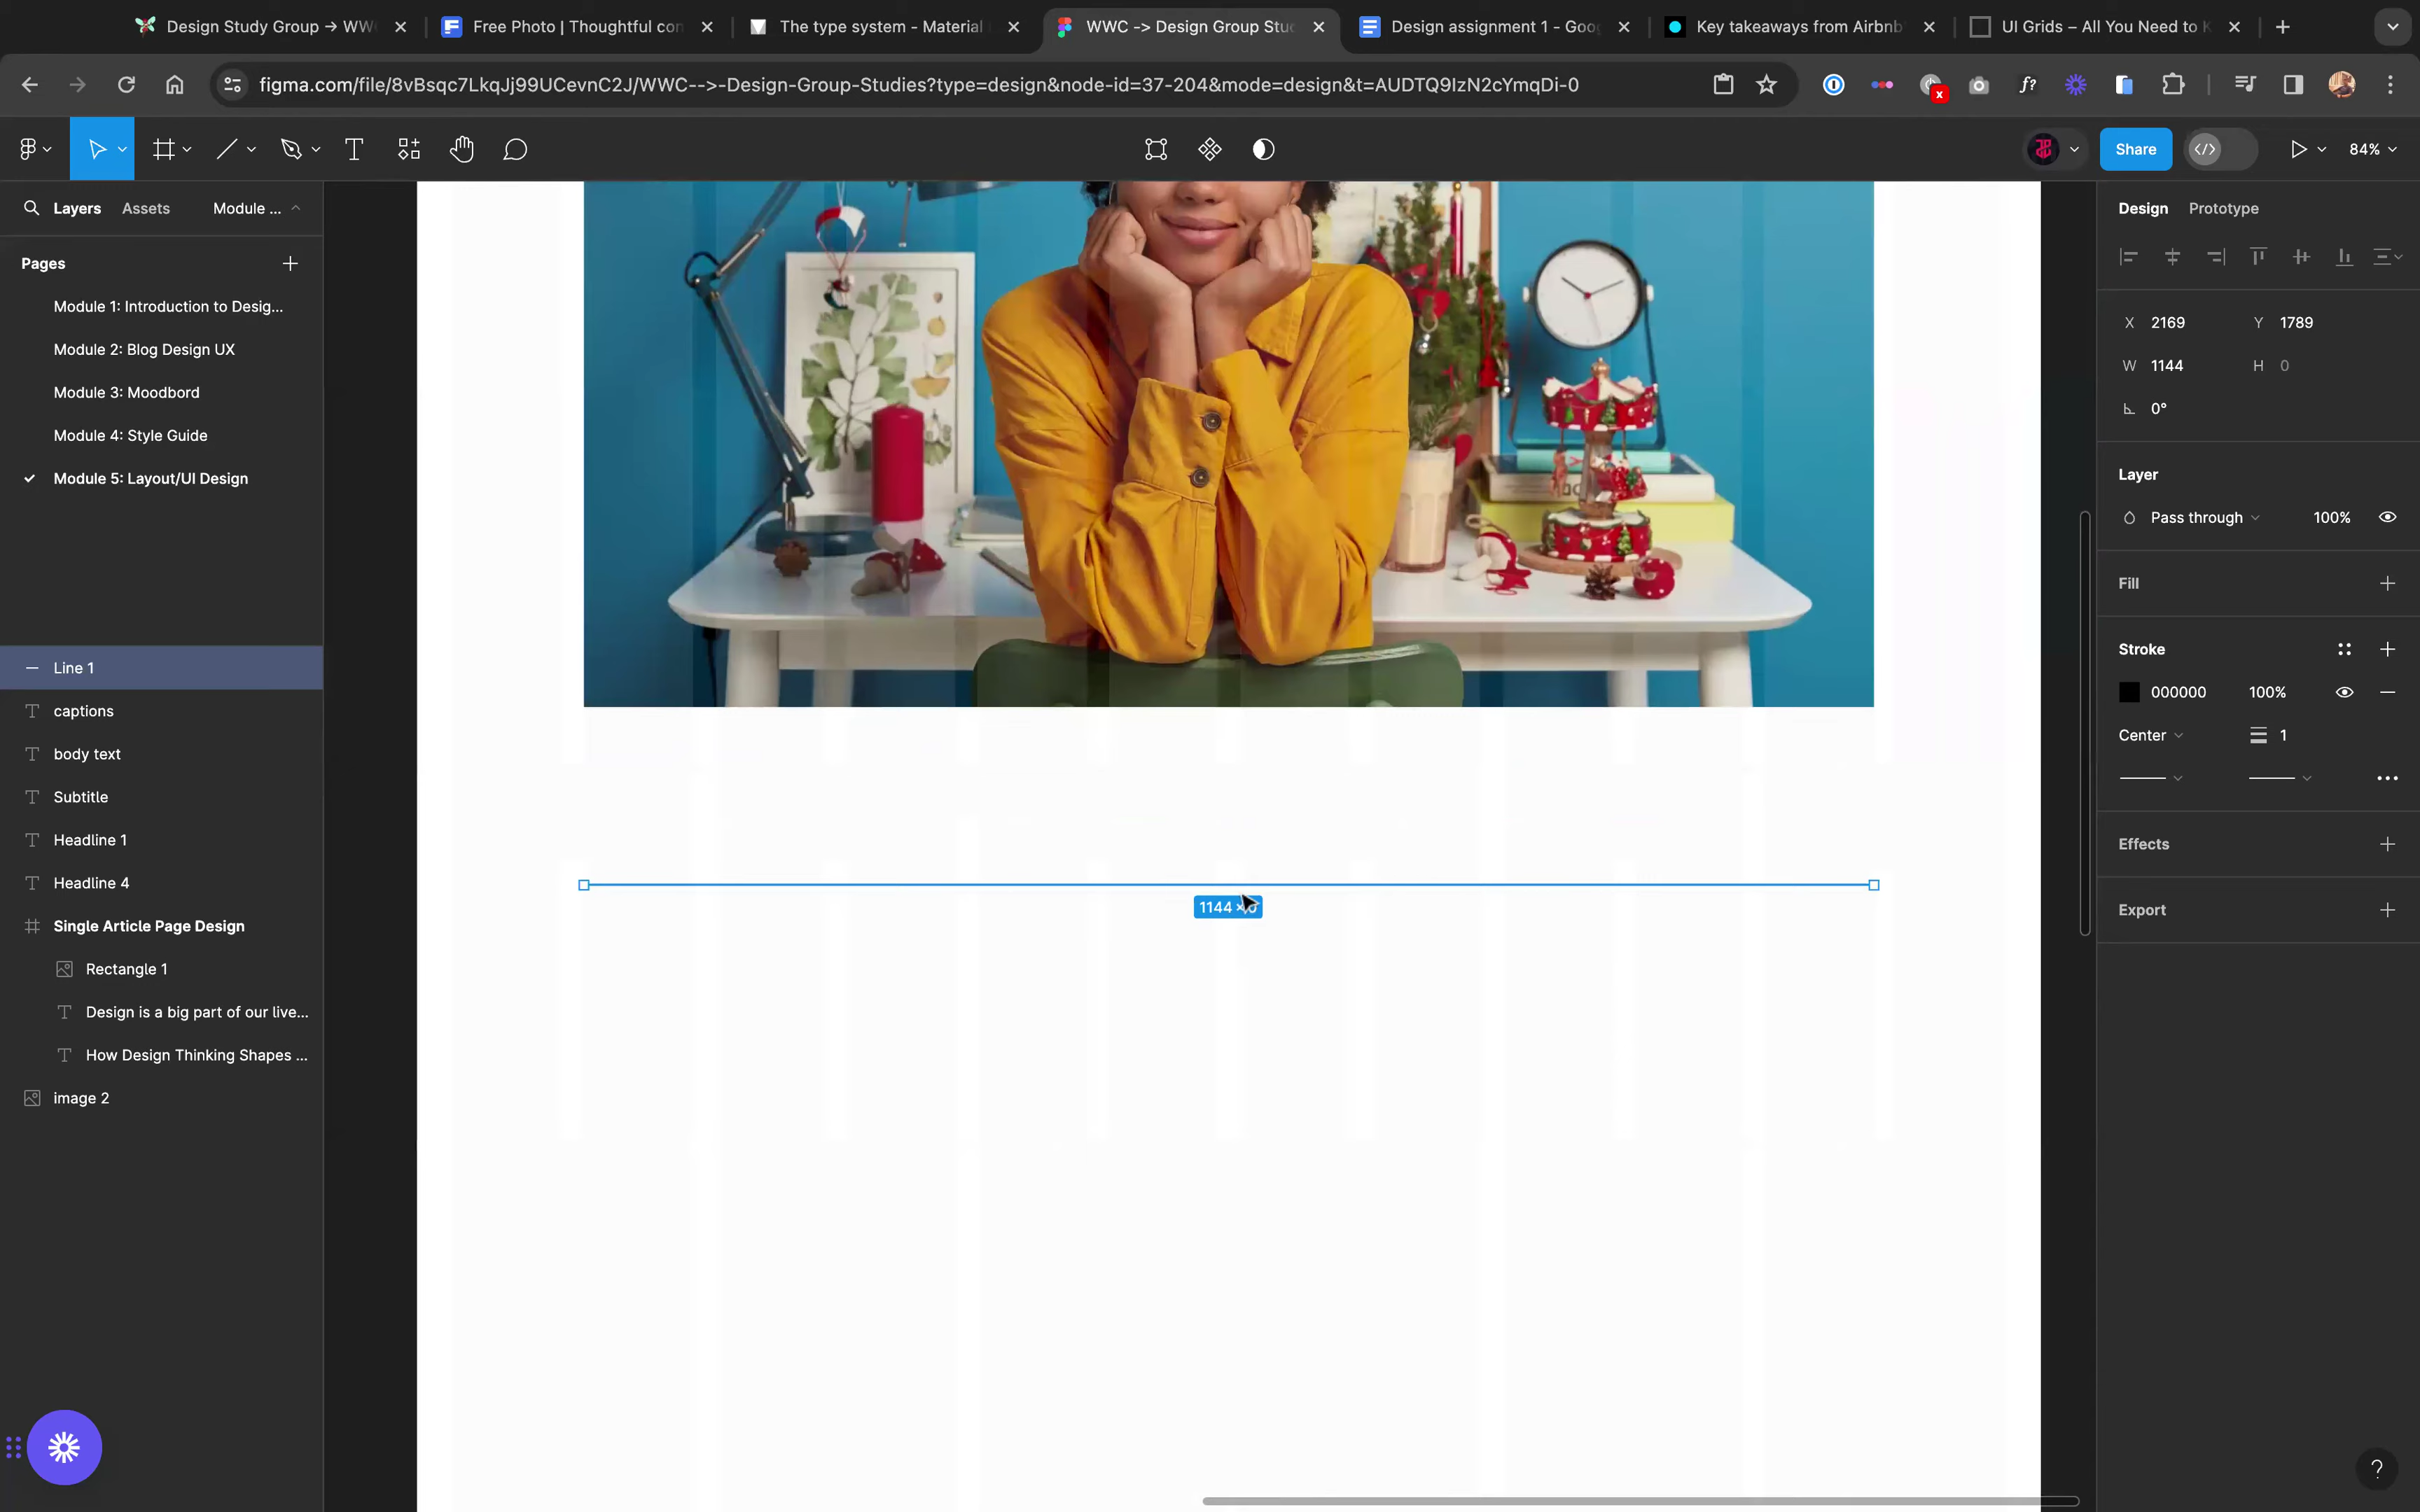 Design Study Group → WW
Free Photo | Thoughtful con
The type system - Material
WWC -> Design Group Stu
Design assignment 1 - Goo
Key takeaways from Airbnb
UI Grids – All You Need to K
figma.com/file/8vBsqc7LkqJj99UCevnC2J/WWC-->-Design-Group-Studies?type=design&node-id=37-204&mode=design&t=AUDTQ9IzN2cYmqDi-0
f?
x
Share
84%
Layers
Assets
Module ...
Pages
Module 1: Introduction to Desig...
Module 2: Blog Design UX
Module 3: Moodbord
Module 4: Style Guide
Module 5: Layout/UI Design
Line 1
captions
body text
Subtitle
Headline 1
Headline 4
Single Article Page Design
Rectangle 1
Design is a big part of our live...
How Design Thinking Shapes ...
image 2
1144 × 0
Design
Prototype
X 2169
Y 1789
W 1144
H 0
0°
Layer
Pass through
100%
Fill
Stroke
000000
100%
Center
1
Effects
Export
?